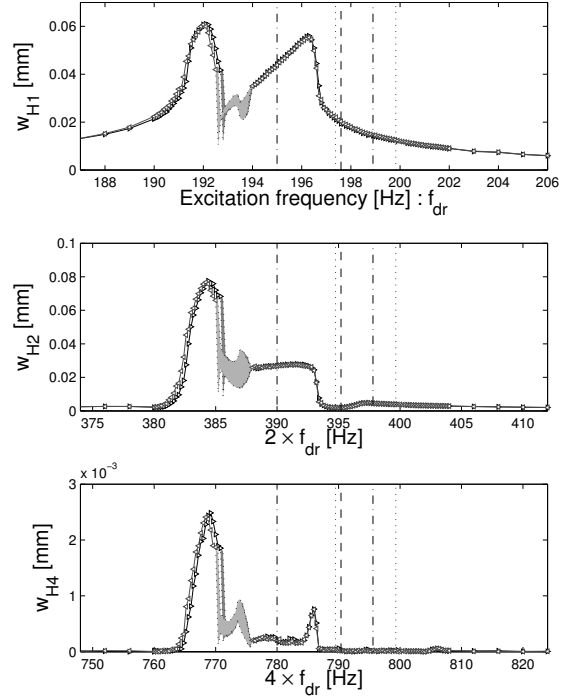 0.06
0.04
0.02
0
w_H1 [mm]
188 190 192 194 196 198 200 202 204 206
Excitation frequency [Hz] : f_dr
0.1
0.08
0.06
0.04
0.02
0
w_H2 [mm]
375 380 385 390 395 400 405 410
2 × f_dr [Hz]
x 10^-3
3
2
1
0
w_H4 [mm]
750 760 770 780 790 800 810 820
4 × f_dr [Hz]